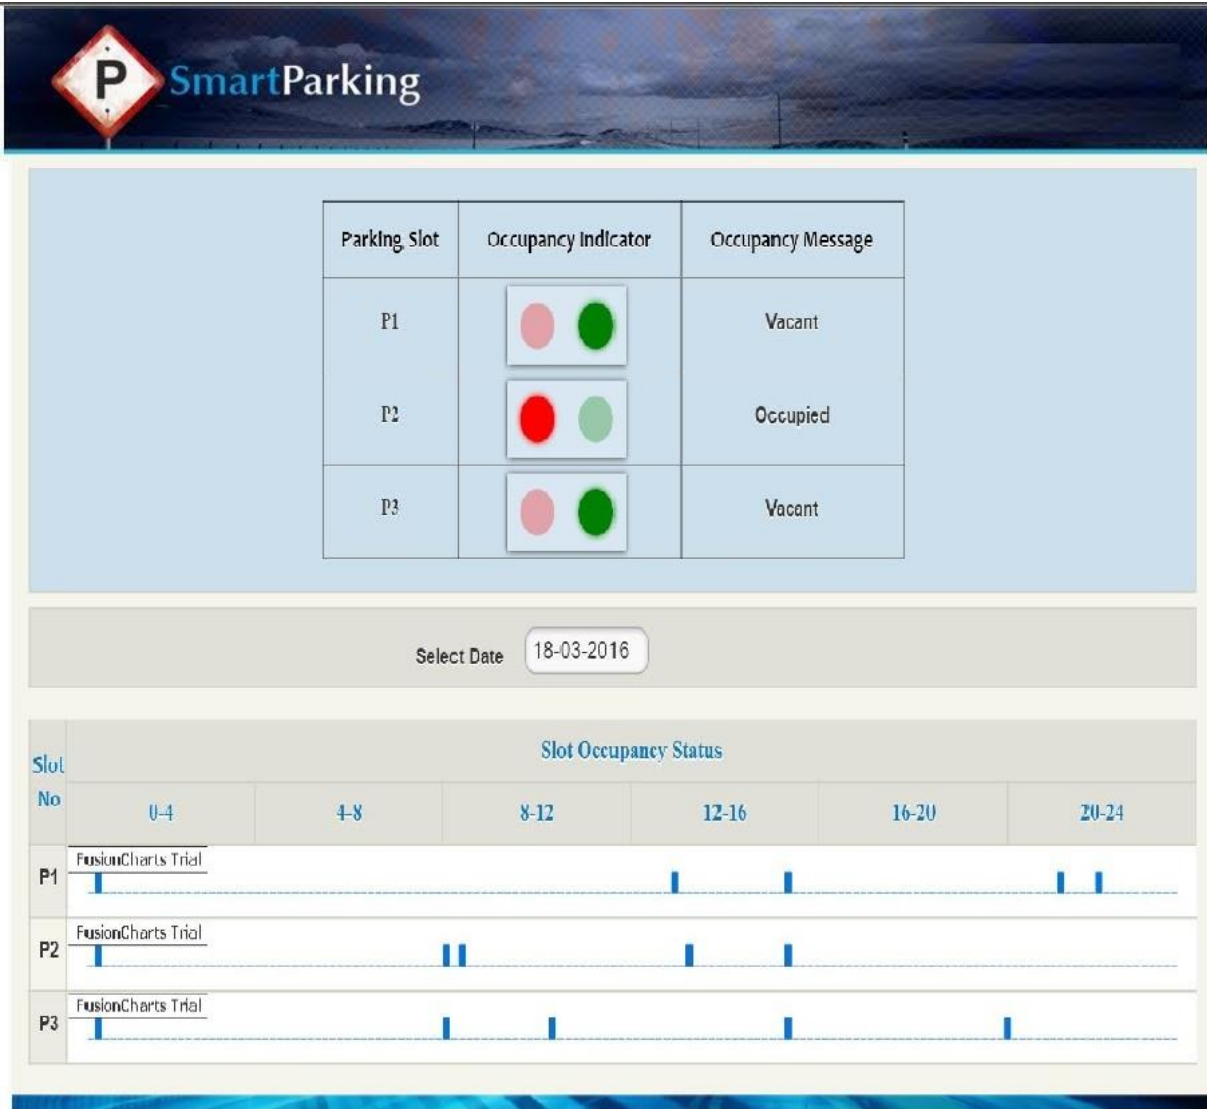 P
SmartParking
Parking Slot Occupancy Indicator Occupancy Message
P1 Vacant
P2 Occupied
P3 Vacant
Select Date 18-03-2016
Slot No
Slot Occupancy Status
0-4 4-8 8-12 12-16 16-20 20-24
FusionCharts Trial
P1
FusionCharts Trial
P2
FusionCharts Trial
P3